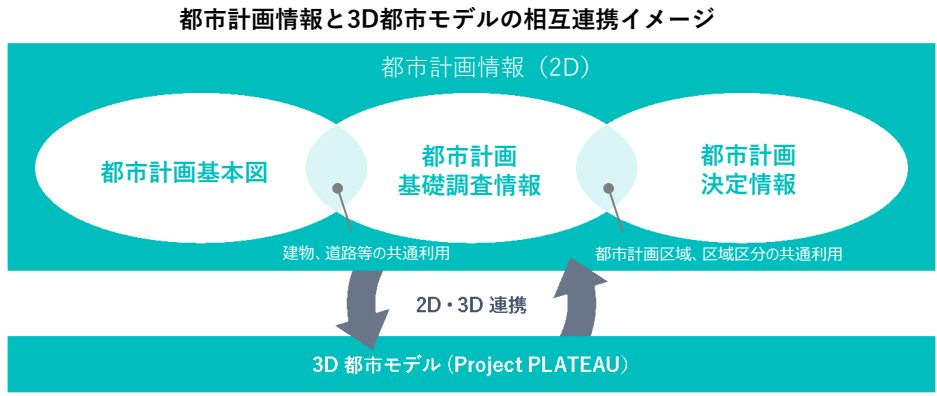 都市計画情報と3D都市モデルの相互連携イメージ
都市計画情報（2D）
都市計画基本図
都市計画
基礎調査情報
都市計画
決定情報
建物、道路等の共通利用
都市計画区域、区域区分の共通利用
2D・3D 連携
3D 都市モデル（Project PLATEAU）